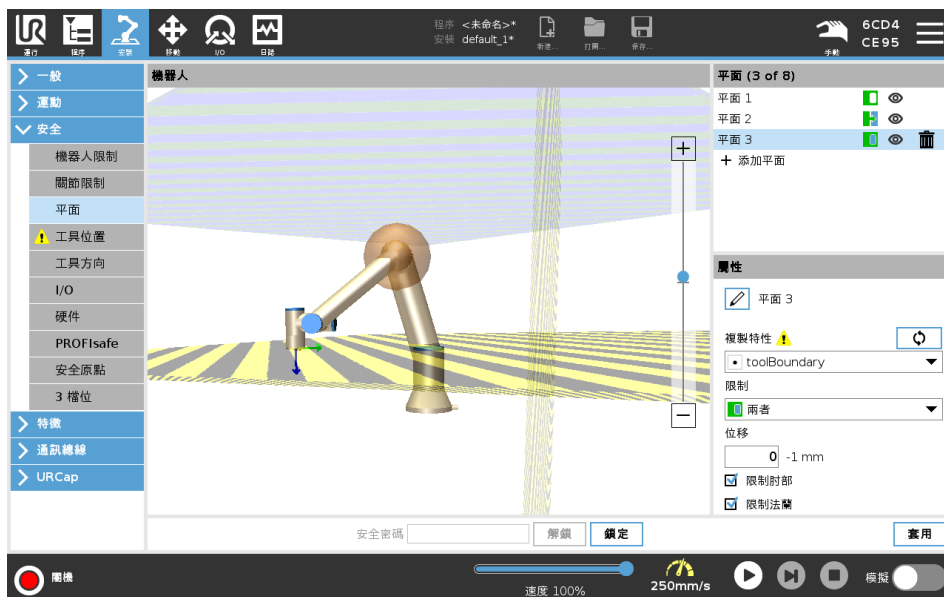 運行
程序
安裝
移動
I/O
日誌
程序 <未命名>*
安裝 default_1*
新建...
打開...
保存...
手動
6CD4
CE95
一般
運動
安全
機器人限制
關節限制
平面
工具位置
工具方向
I/O
硬件
PROFIsafe
安全原點
3 檔位
特徵
通訊總線
URCap
機器人
平面 (3 of 8)
平面 1
平面 2
平面 3
添加平面
屬性
平面 3
複製特性
toolBoundary
限制
兩者
位移
0 -1 mm
限制肘部
限制法蘭
安全密碼
解鎖
鎖定
套用
關機
速度 100%
250mm/s
模擬